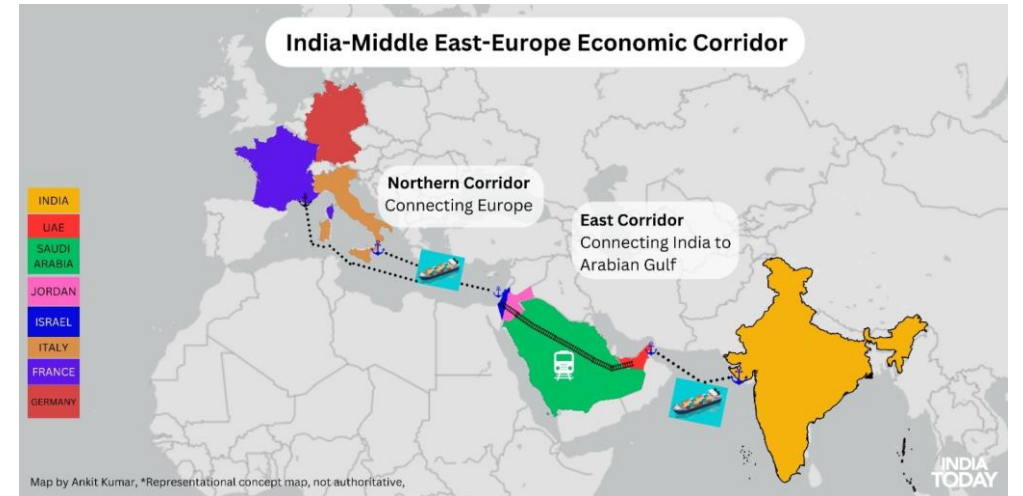 India-Middle East-Europe Economic Corridor
Northern Corridor
Connecting Europe
East Corridor
Connecting India to
Arabian Gulf
INDIA
UAE
SAUDI
ARABIA
JORDAN
ISRAEL
ITALY
FRANCE
GERMANY
Map by Ankit Kumar, *Representational concept map, not authoritative,
INDIA
TODAY